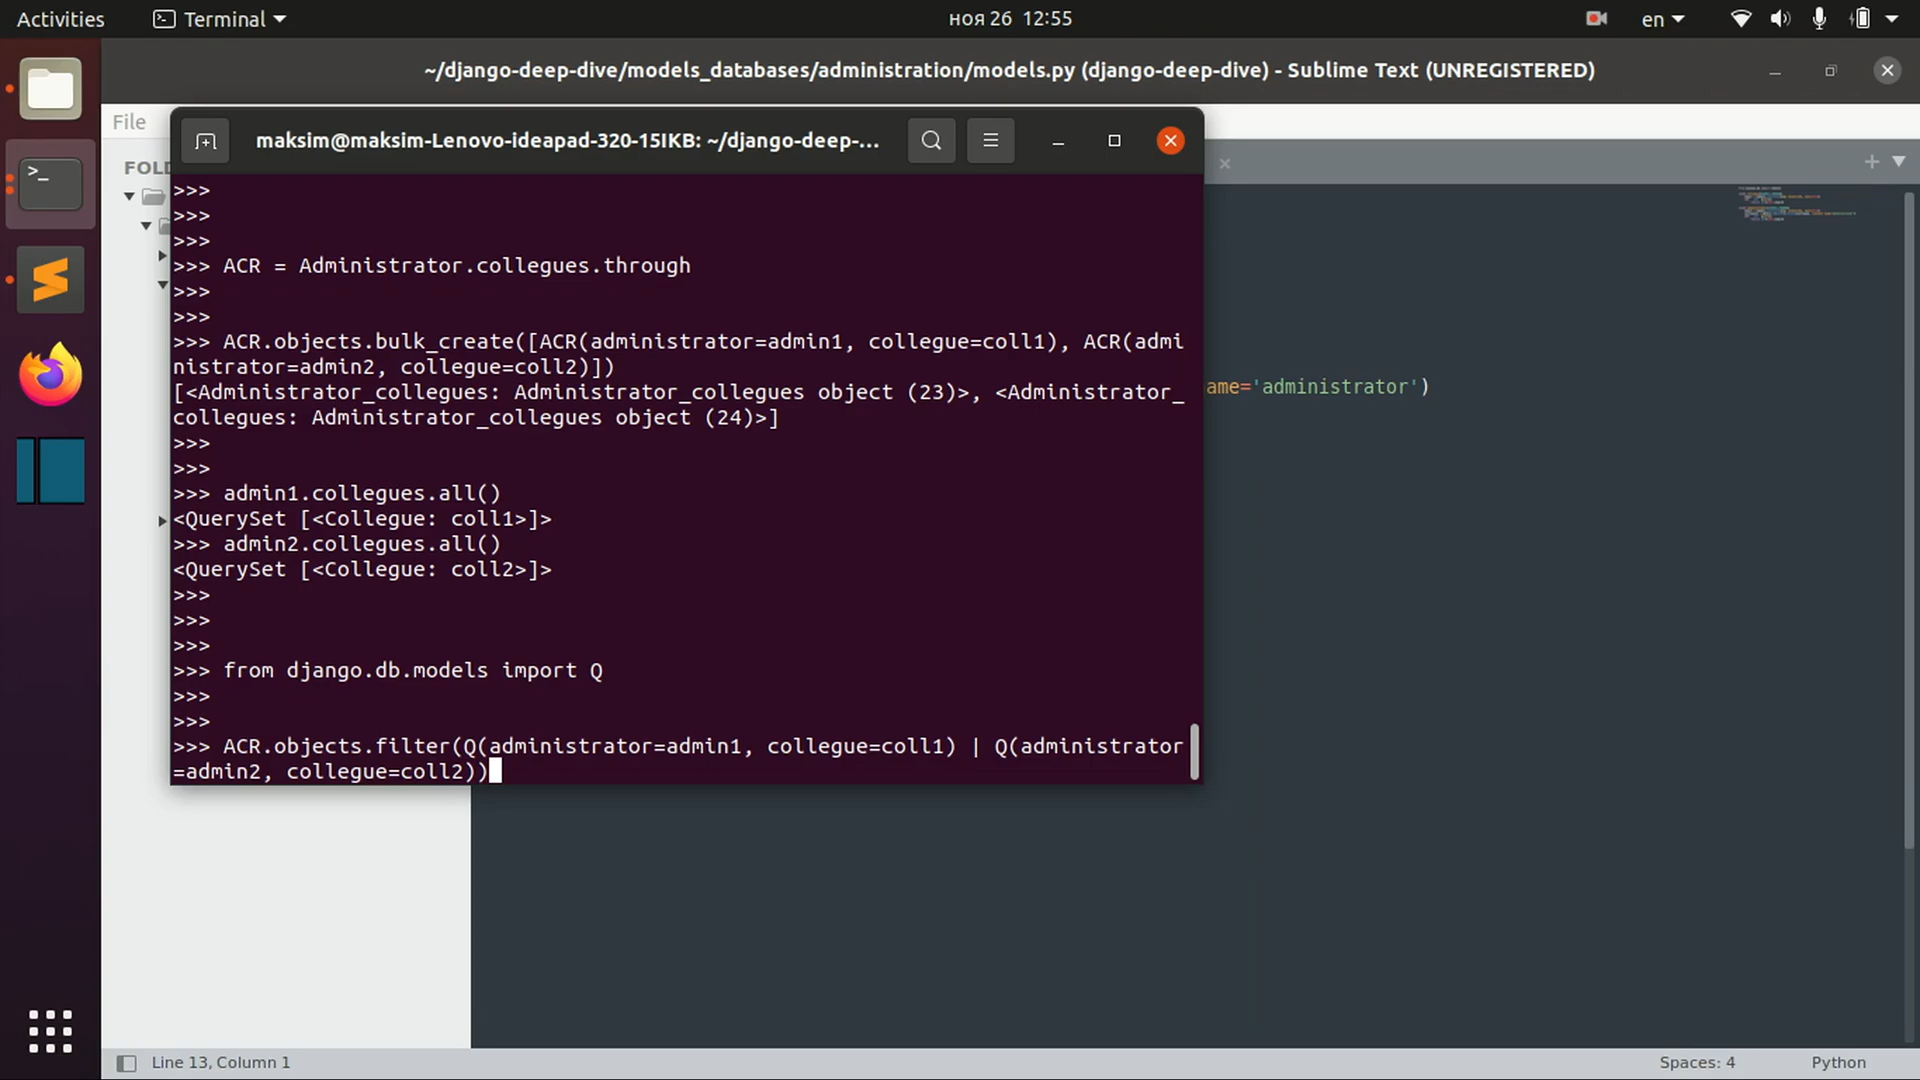 Activities
Terminal
ноя 26 12:55
en
~/django-deep-dive/models_databases/administration/models.py (django-deep-dive) - Sublime Text (UNREGISTERED)
File
maksim@maksim-Lenovo-ideapad-320-15IKB: ~/django-deep-...
FOLD
>>>
>>>
>>>
>>> ACR = Administrator.collegues.through
>>>
>>>
>>> ACR.objects.bulk_create([ACR(administrator=admin1, collegue=coll1), ACR(admi
nistrator=admin2, collegue=coll2)])
[<Administrator_collegues: Administrator_collegues object (23)>, <Administrator_
collegues: Administrator_collegues object (24)>]
ame='administrator')
>>>
>>>
>>> admin1.collegues.all()
<QuerySet [<Collegue: coll1>]>
>>> admin2.collegues.all()
<QuerySet [<Collegue: coll2>]>
>>>
>>>
>>>
>>> from django.db.models import Q
>>>
>>>
>>> ACR.objects.filter(Q(administrator=admin1, collegue=coll1) | Q(administrator
=admin2, collegue=coll2))
Line 13, Column 1
Spaces: 4
Python